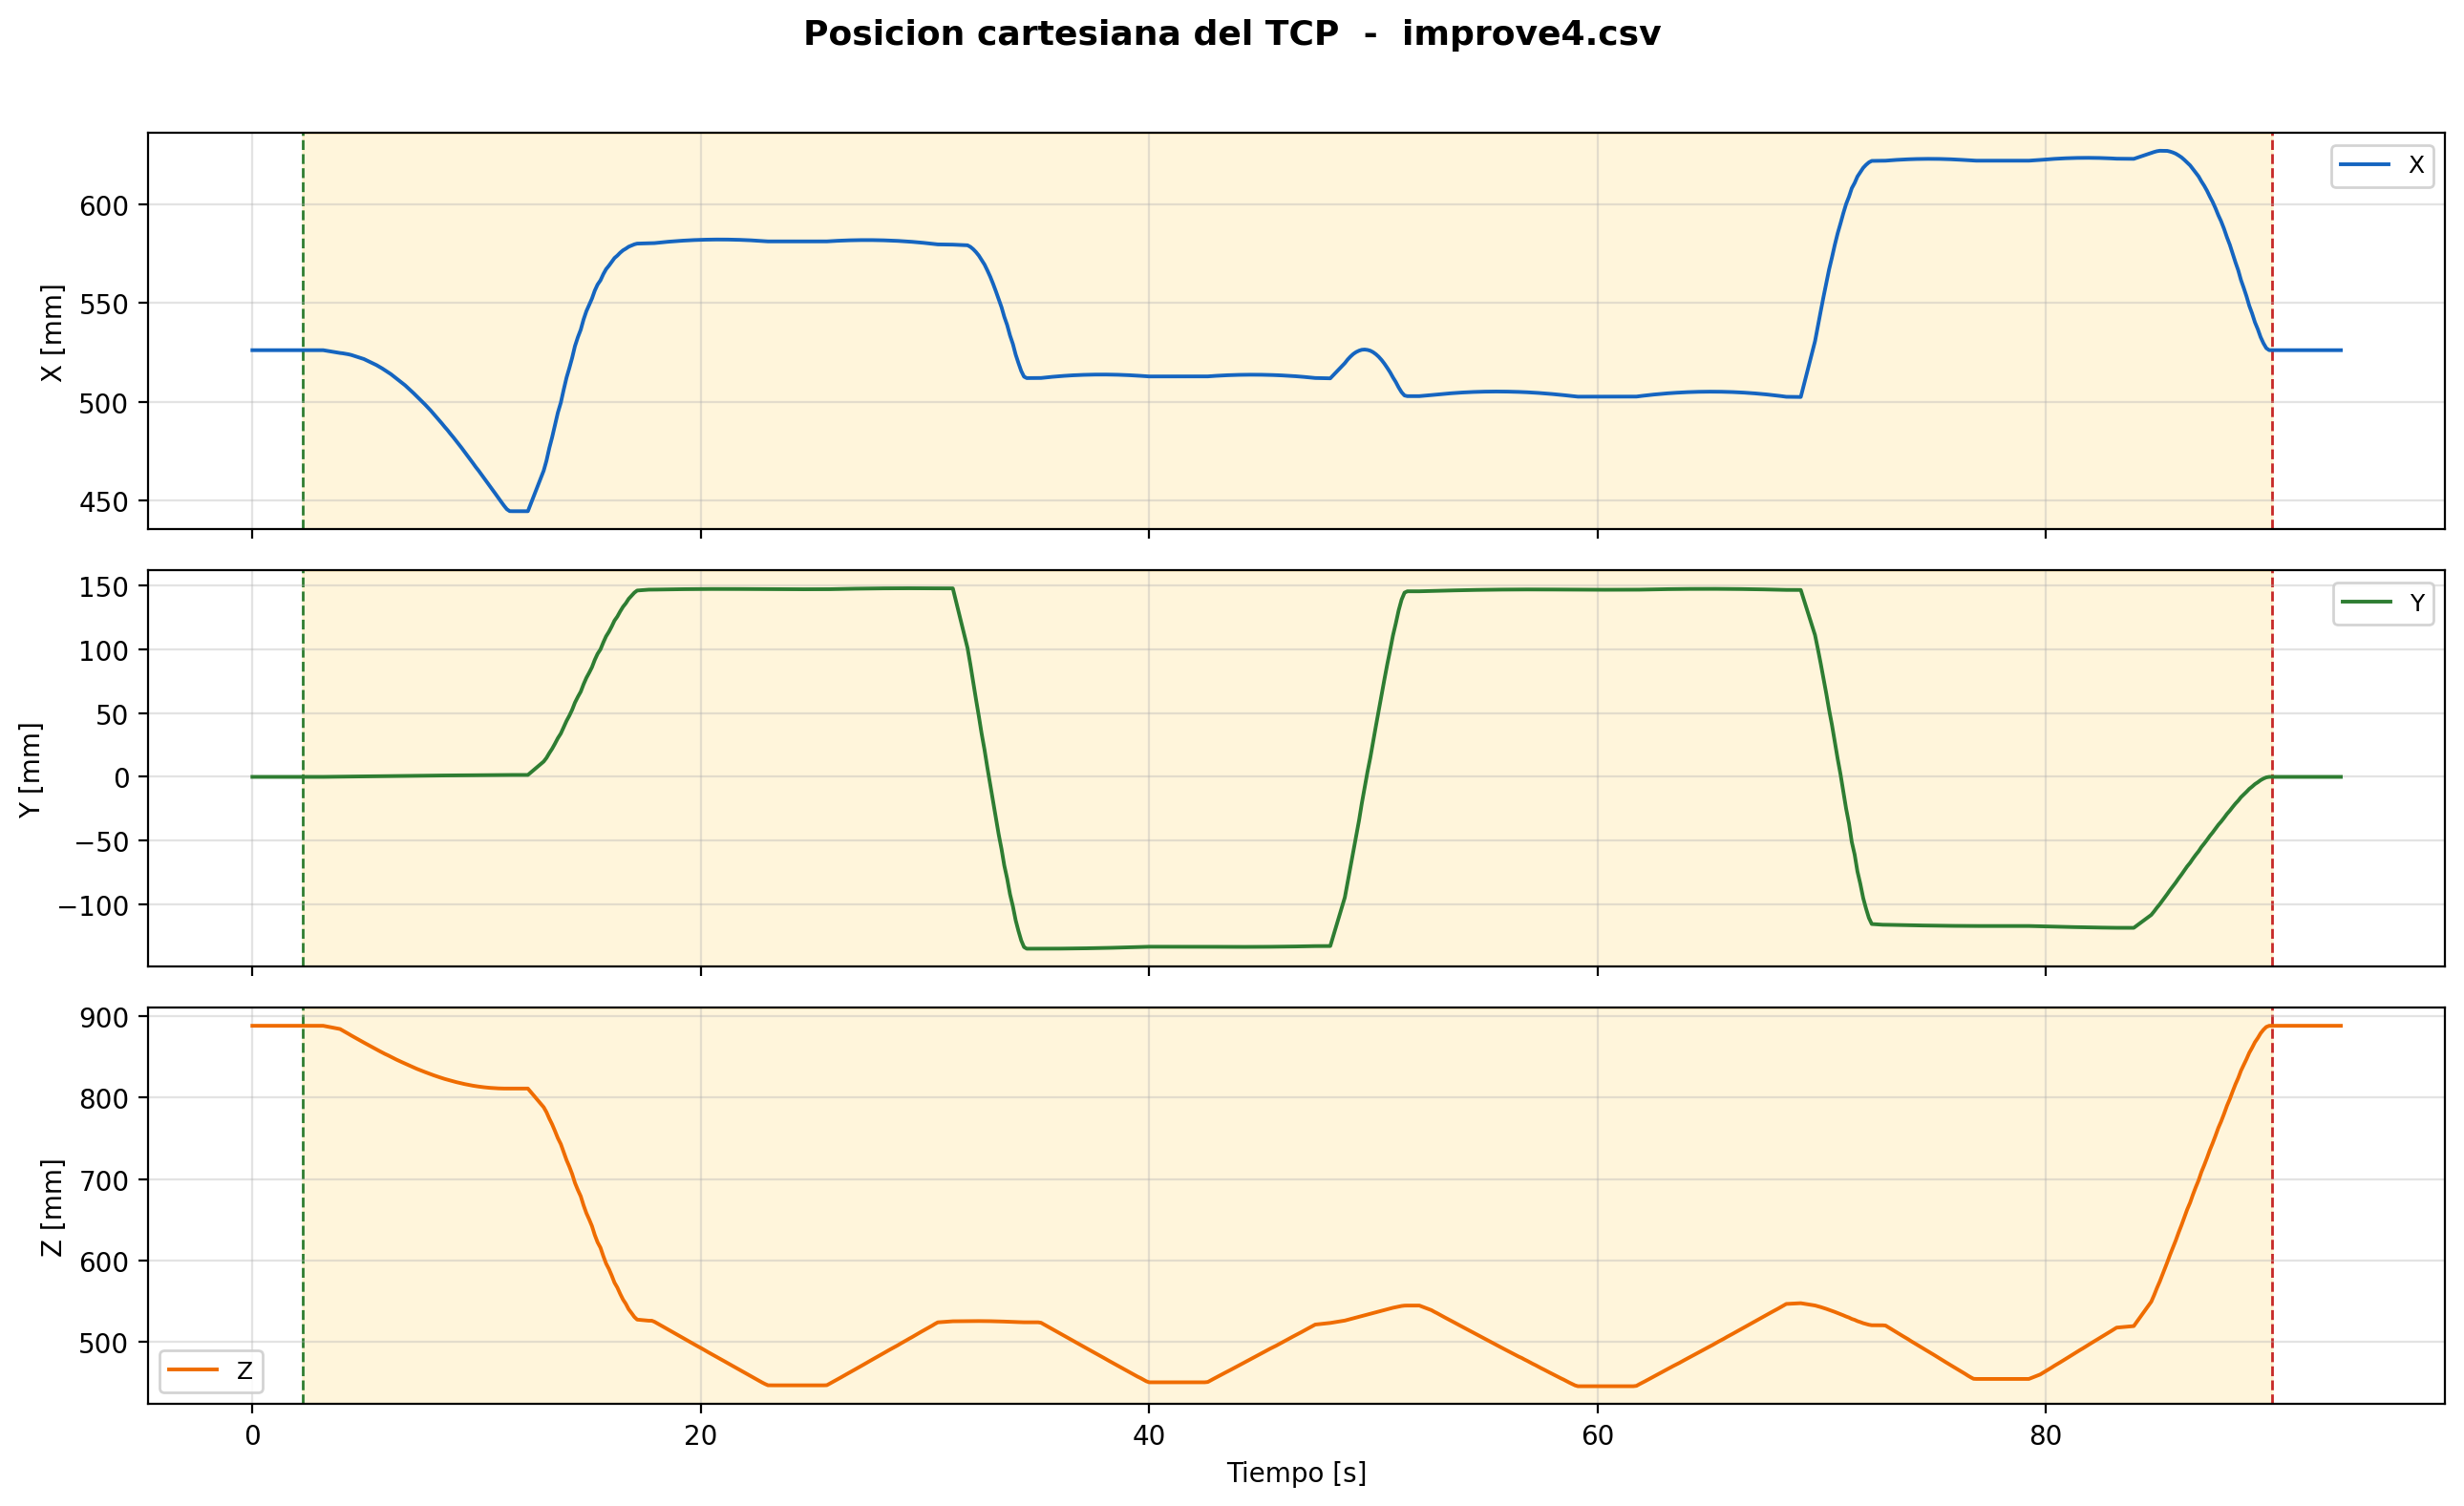 Posicion cartesiana del TCP  -  improve4.csv
X [mm]
600
550
500
450
X
Y [mm]
150
100
50
0
−50
−100
Y
Z [mm]
900
800
700
600
500
Z
0 20 40 60 80
Tiempo [s]